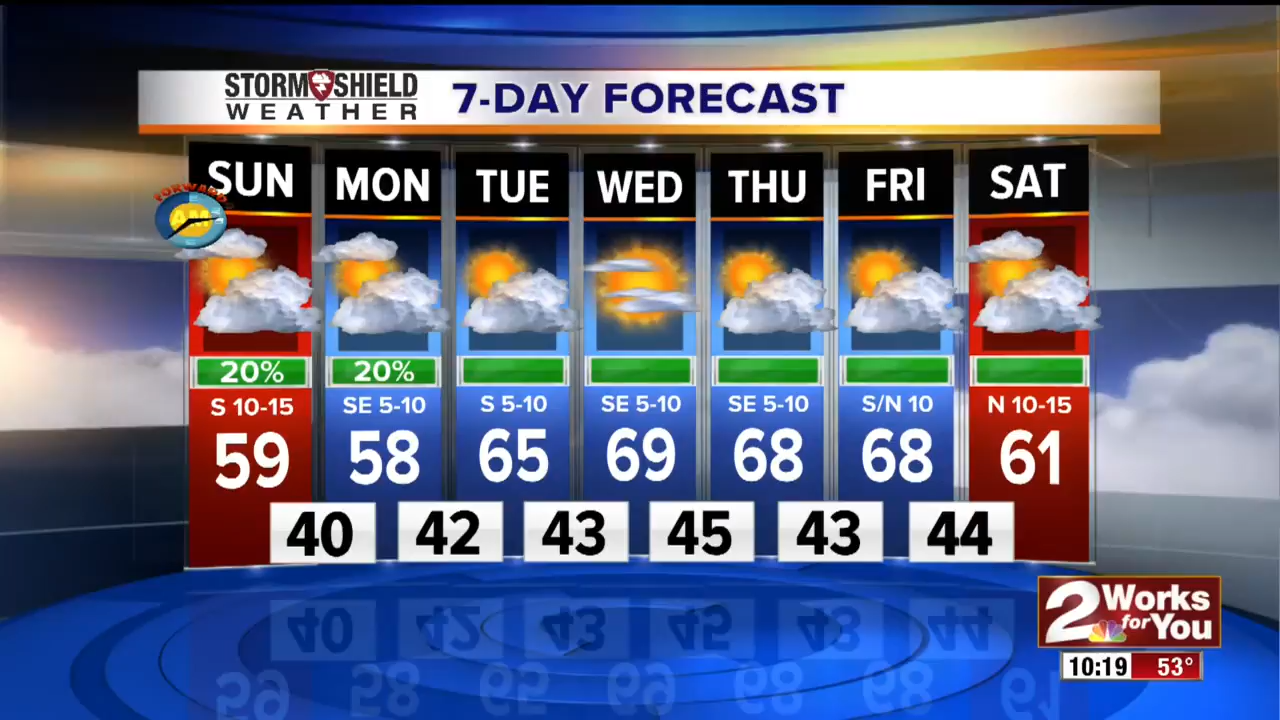 STORM SHIELD
WEATHER
7-DAY FORECAST
SUN MON TUE WED THU FRI SAT
FORWARD
AM
20% 20%
S 10-15 SE 5-10 S 5-10 SE 5-10 SE 5-10 S/N 10 N 10-15
59 58 65 69 68 68 61
40 42 43 45 43 44
2 Works
for You
10:19 53°